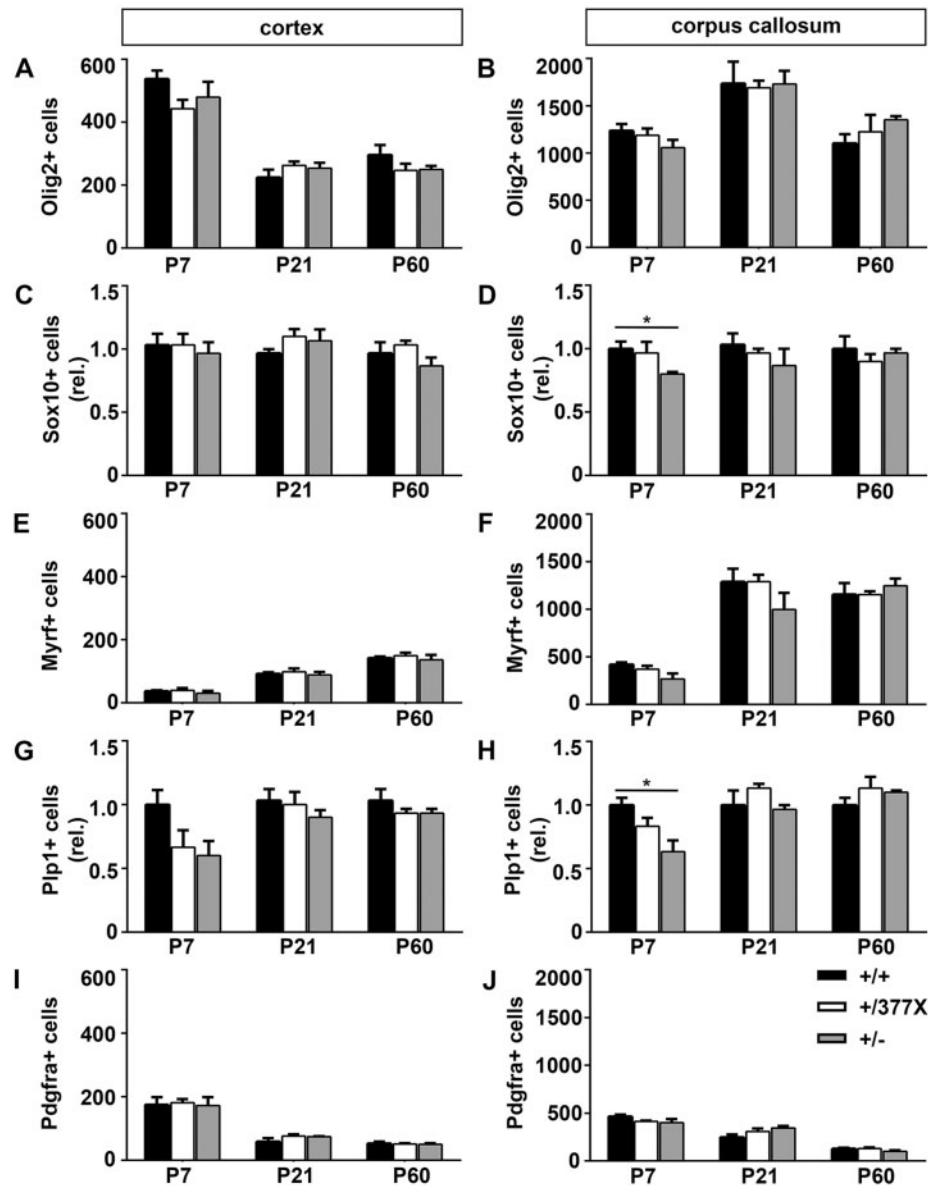 cortex
corpus callosum
A
Olig2+ cells
600
400
200
0
P7 P21 P60
B
Olig2+ cells
2000
1500
1000
500
0
P7 P21 P60
C
Sox10+ cells
(rel.)
1.5
1.0
0.5
0
P7 P21 P60
D
Sox10+ cells
(rel.)
1.5
1.0
0.5
0
*
P7 P21 P60
E
Myrf+ cells
600
400
200
0
P7 P21 P60
F
Myrf+ cells
2000
1500
1000
500
0
P7 P21 P60
G
Plp1+ cells
(rel.)
1.5
1.0
0.5
0
P7 P21 P60
H
Plp1+ cells
(rel.)
1.5
1.0
0.5
0
*
P7 P21 P60
I
Pdgfra+ cells
600
400
200
0
P7 P21 P60
J
Pdgfra+ cells
2000
1500
1000
500
0
+/+
+/377X
+/-
P7 P21 P60